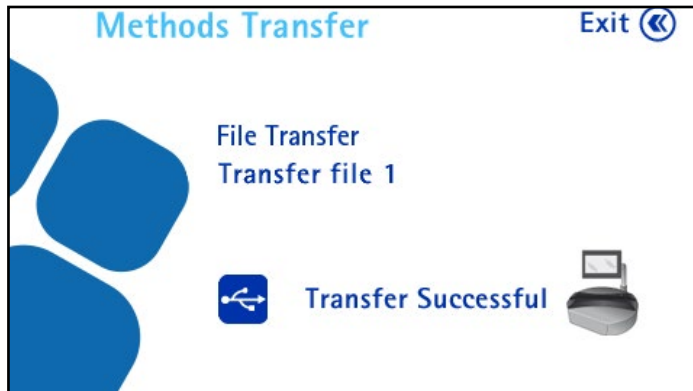 Methods Transfer
Exit
File Transfer
Transfer file 1
Transfer Successful